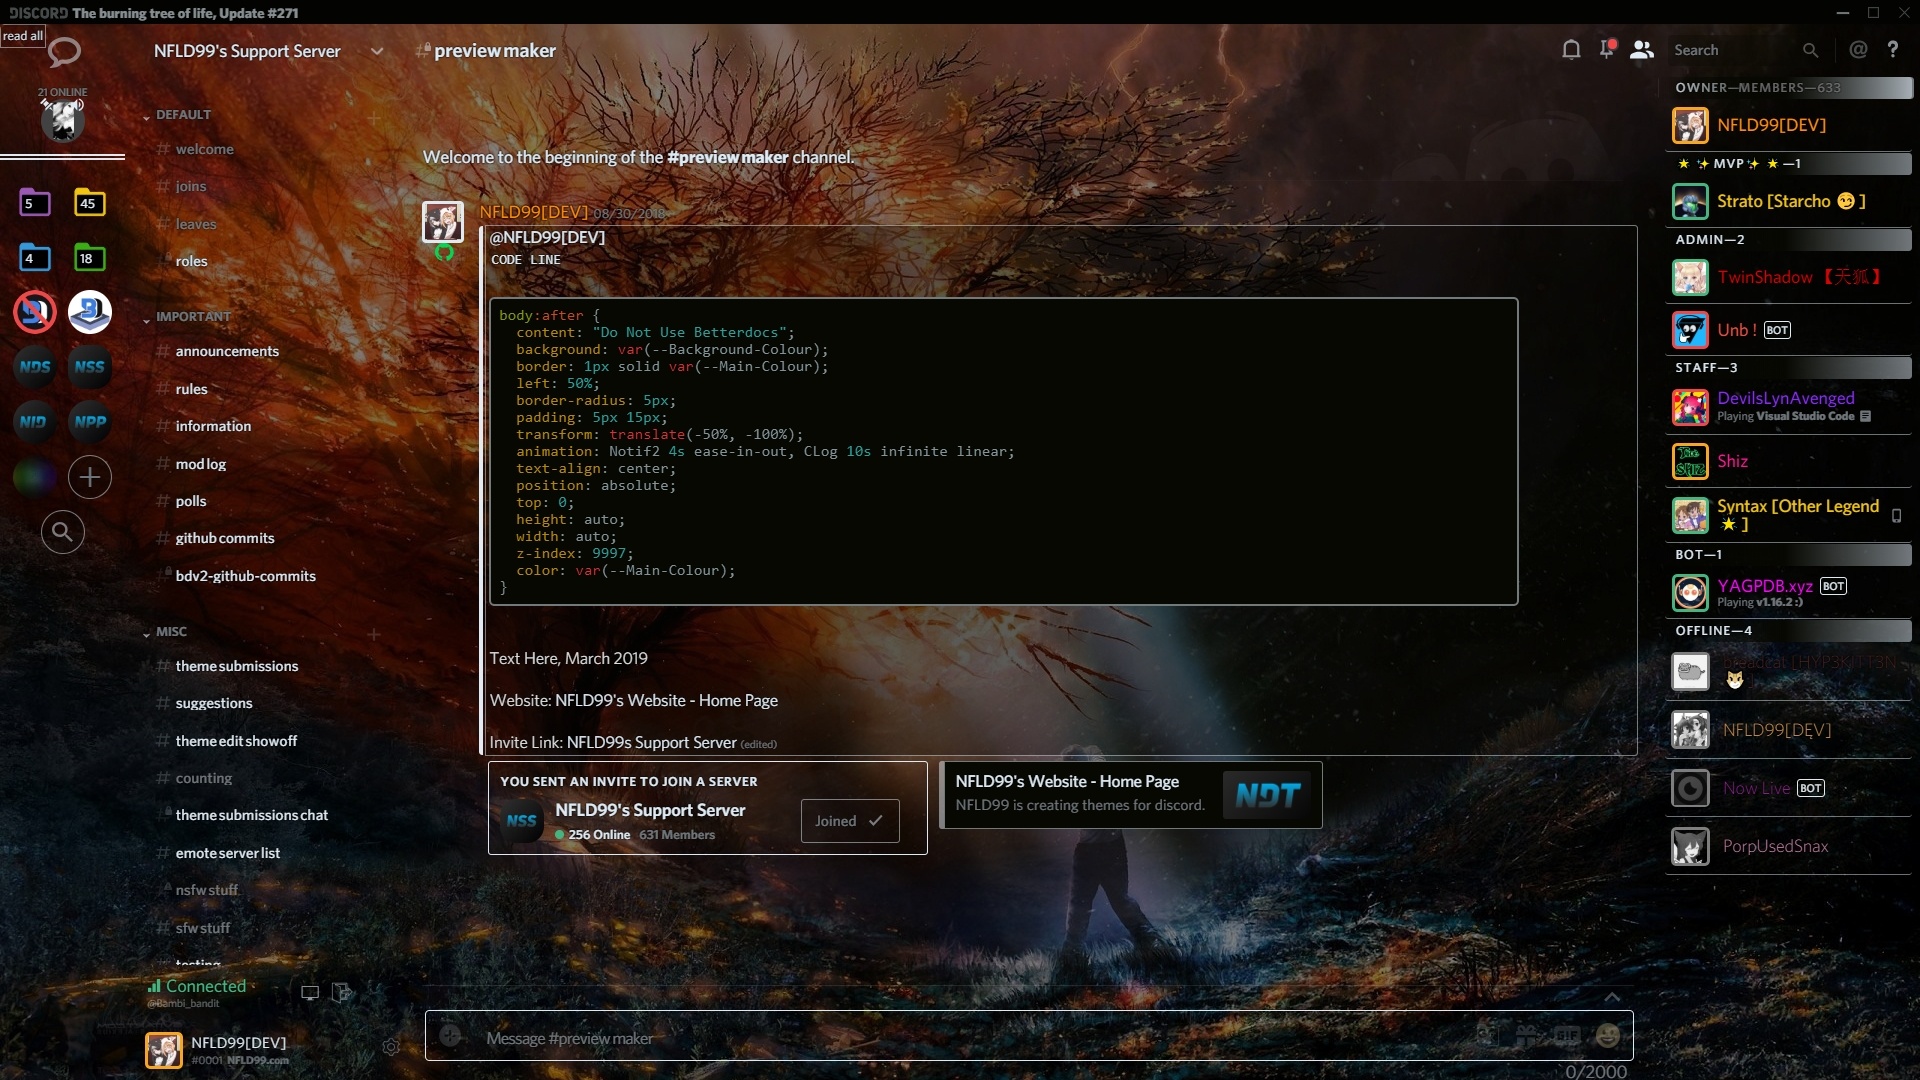 DISCORD The burning tree of life, Update #271
read all
NFLD99's Support Server
# preview maker
Search
21 ONLINE
5
45
4
18
NDS
NSS
NID
NPP
DEFAULT
# welcome
# joins
# leaves
roles
IMPORTANT
# announcements
# rules
# information
# mod log
# polls
# github commits
bdv2-github-commits
MISC
# theme submissions
# suggestions
# theme edit showoff
# counting
theme submissions chat
# emote server list
nsfw stuff
# sfw stuff
testing
Connected
@Bambi_bandit
NFLD99[DEV]
#0001 NFLD99.com
Welcome to the beginning of the #preview maker channel.
NFLD99[DEV] 08/30/2018
@NFLD99[DEV]
CODE LINE
body:after {
content: "Do Not Use Betterdocs";
background: var(--Background-Colour);
border: 1px solid var(--Main-Colour);
left: 50%;
border-radius: 5px;
padding: 5px 15px;
transform: translate(-50%, -100%);
animation: Notif2 4s ease-in-out, CLog 10s infinite linear;
text-align: center;
position: absolute;
top: 0;
height: auto;
width: auto;
z-index: 9997;
color: var(--Main-Colour);
}
Text Here, March 2019
Website: NFLD99's Website - Home Page
Invite Link: NFLD99s Support Server (edited)
YOU SENT AN INVITE TO JOIN A SERVER
NSS
NFLD99's Support Server
256 Online 631 Members
Joined
NFLD99's Website - Home Page
NFLD99 is creating themes for discord.
NDT
Message #preview maker
GIF
0/2000
OWNER—MEMBERS—633
NFLD99[DEV]
⭐ ✨ MVP ✨ ⭐ —1
Strato [Starcho 😏 ]
ADMIN—2
TwinShadow 【天狐】
Unb ! BOT
STAFF—3
DevilsLynAvenged
Playing Visual Studio Code
The SHIZ
Shiz
Syntax [Other Legend
⭐ ]
BOT—1
YAGPDB.xyz BOT
Playing v1.16.2 :)
OFFLINE—4
breadcat [HYP3K!TT3N
NFLD99[DEV]
Now Live BOT
PorpUsedSnax